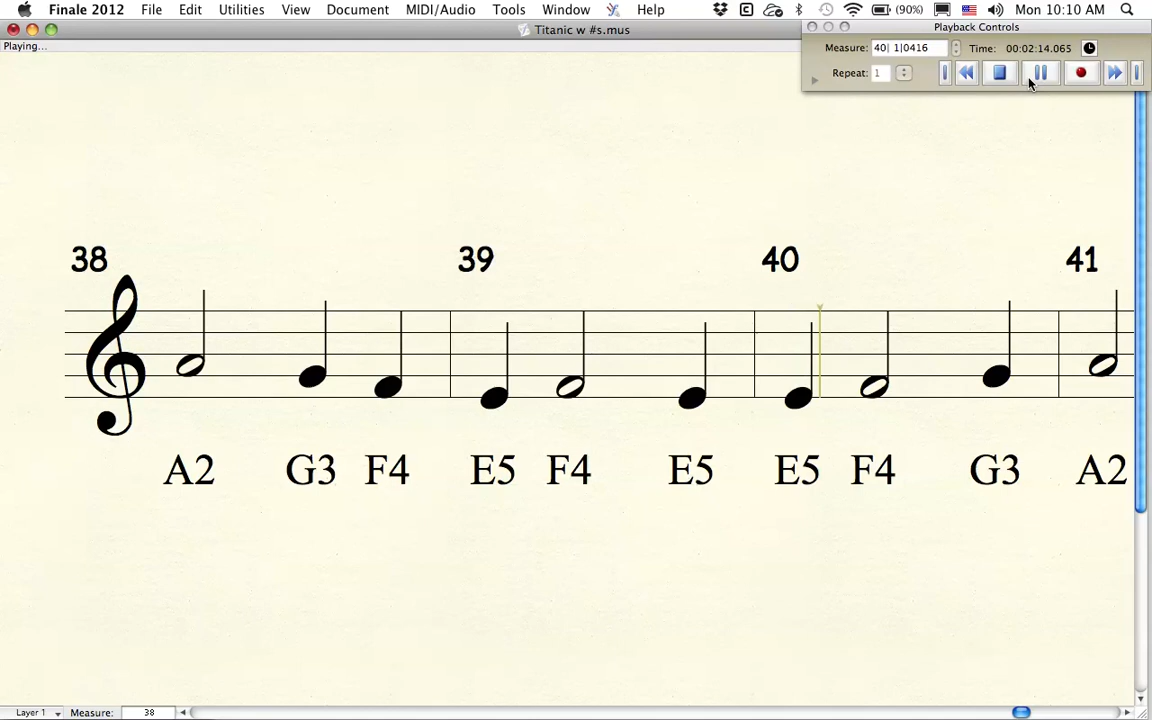 Finale 2012 File Edit Utilities View Document MIDI/Audio Tools Window Help (90%) Mon 10:10 AM
Titanic w #s.mus
Playback Controls
Playing...
Measure: 40| 1|0416 Time: 00:02:14.065
Repeat: 1
38 39 40 41
A2 G3 F4 E5 F4 E5 E5 F4 G3 A2
Layer 1 Measure: 38